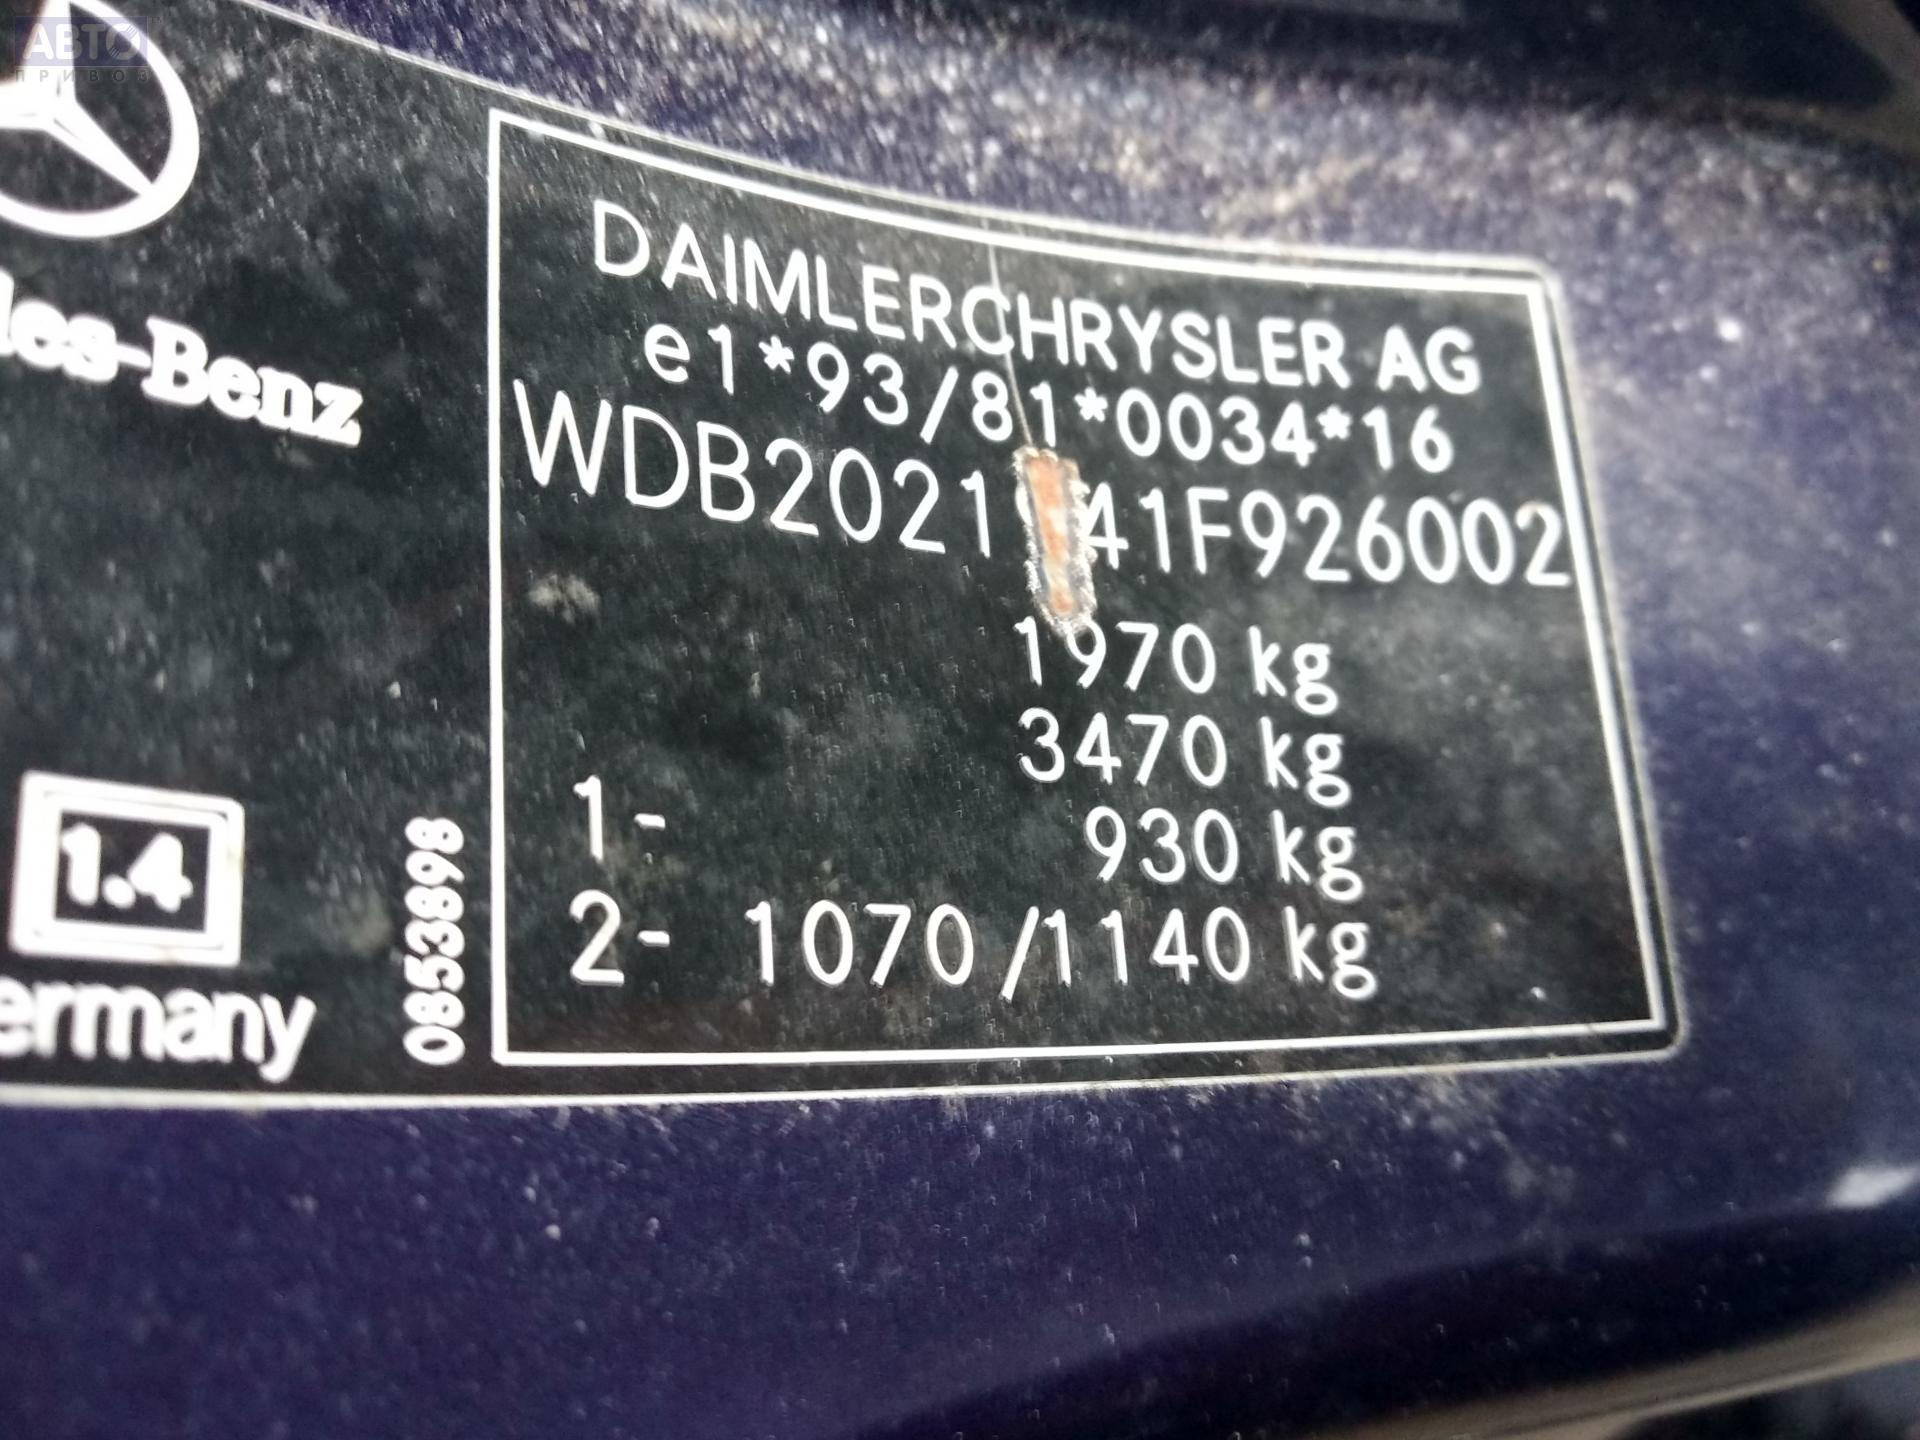 АВТО
ПРИВОЗ
DAIMLERCHRYSLER AG
e1*93/81*0034*16
WDB2021 41F926002
des-Benz
1970 kg
3470 kg
1- 930 kg
2- 1070/1140 kg
1.4
ermany
0853898